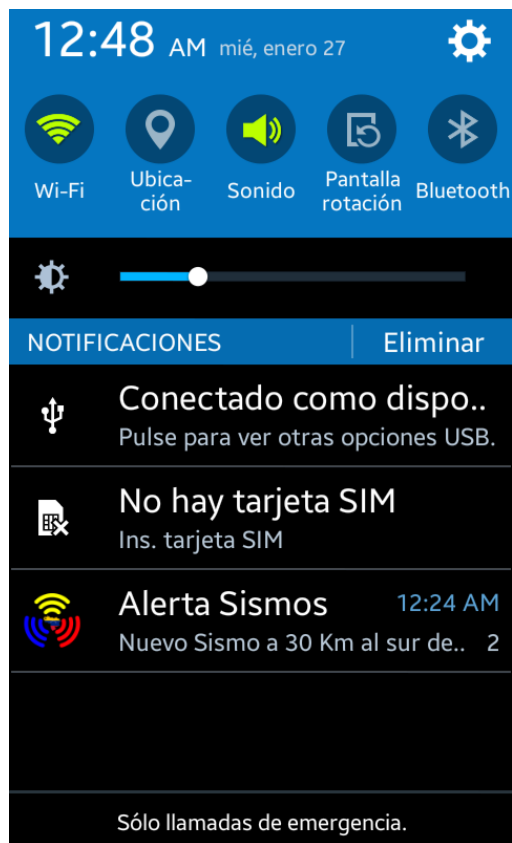 12:48 AM mié, enero 27
Wi-Fi
Ubica-
ción
Sonido
Pantalla
rotación
Bluetooth
NOTIFICACIONES
Eliminar
Conectado como dispo..
Pulse para ver otras opciones USB.
No hay tarjeta SIM
Ins. tarjeta SIM
Alerta Sismos 12:24 AM
Nuevo Sismo a 30 Km al sur de.. 2
Sólo llamadas de emergencia.